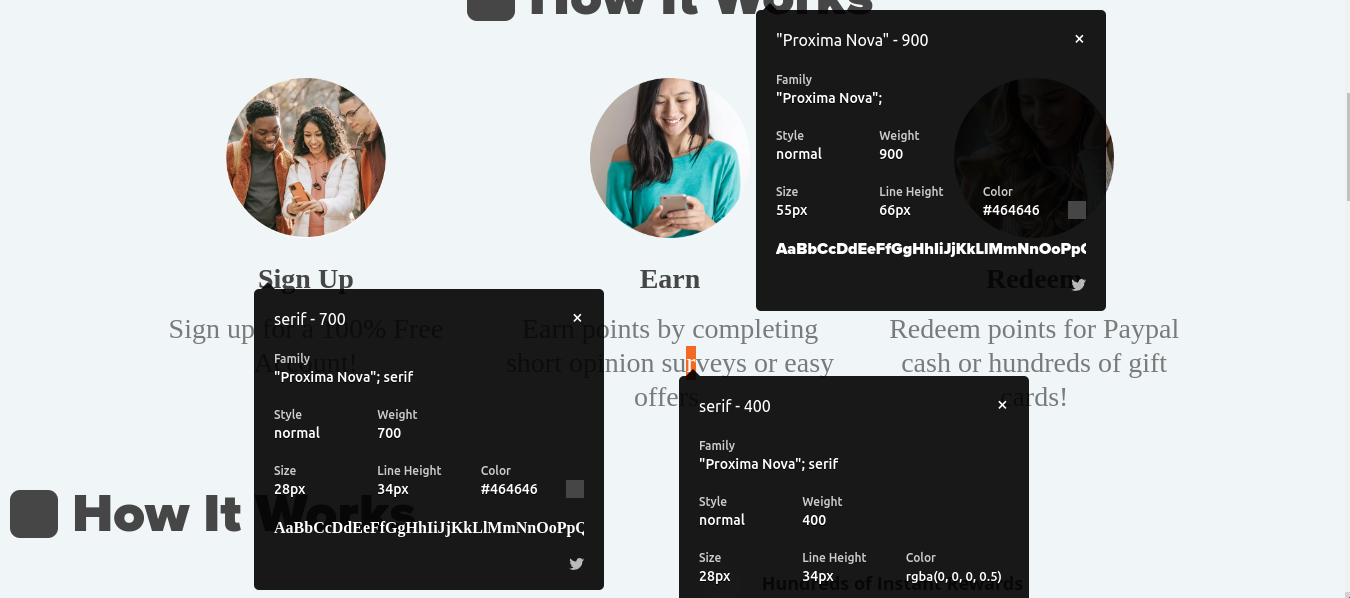 How It Works
"Proxima Nova" - 900
×
Family
"Proxima Nova";
Style Weight
normal 900
Size Line Height Color
55px 66px #464646
AaBbCcDdEeFfGgHhIiJjKkLlMmNnOoPpQ
Sign Up
Earn
Redeem
Sign up for a 100% Free
Account!
Earn points by completing
short opinion surveys or easy
offers
Redeem points for Paypal
cash or hundreds of gift
cards!
serif - 700
×
Family
"Proxima Nova"; serif
Style Weight
normal 700
Size Line Height Color
28px 34px #464646
AaBbCcDdEeFfGgHhIiJjKkLlMmNnOoPpQ
How It Works
serif - 400
×
Family
"Proxima Nova"; serif
Style Weight
normal 400
Size Line Height Color
28px 34px rgba(0, 0, 0, 0.5)
Hundreds of Instant Rewards